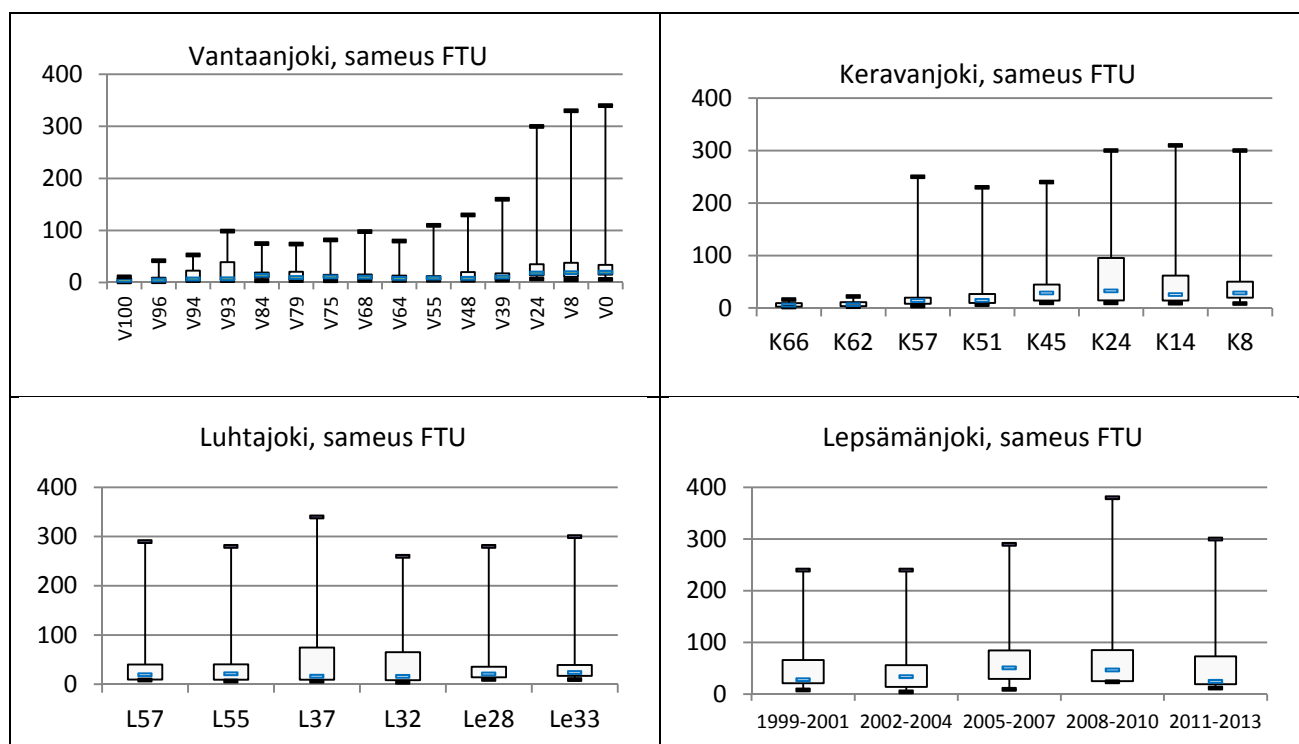 Vantaanjoki, sameus FTU
400
300
200
100
0
V100 V96 V94 V93 V84 V79 V75 V68 V64 V55 V48 V39 V24 V8 V0
Keravanjoki, sameus FTU
400
300
200
100
0
K66 K62 K57 K51 K45 K24 K14 K8
Luhtajoki, sameus FTU
400
300
200
100
0
L57 L55 L37 L32 Le28 Le33
Lepsämänjoki, sameus FTU
400
300
200
100
0
1999-2001 2002-2004 2005-2007 2008-2010 2011-2013